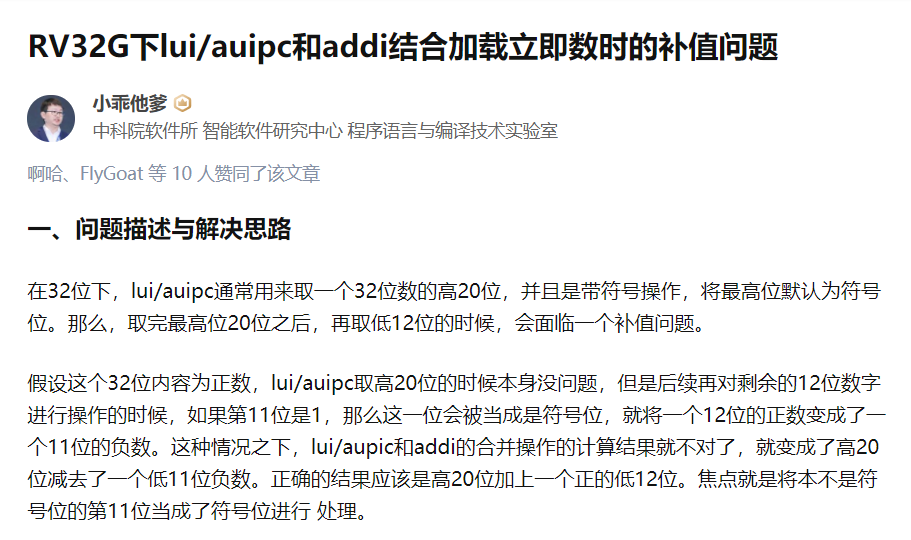 RV32G下lui/auipc和addi结合加载立即数时的补值问题
小乖他爹
中科院软件所 智能软件研究中心 程序语言与编译技术实验室
啊哈、FlyGoat 等 10 人赞同了该文章
一、问题描述与解决思路
在32位下，lui/auipc通常用来取一个32位数的高20位，并且是带符号操作，将最高位默认为符号
位。那么，取完最高位20位之后，再取低12位的时候，会面临一个补值问题。
假设这个32位内容为正数，lui/auipc取高20位的时候本身没问题，但是后续再对剩余的12位数字
进行操作的时候，如果第11位是1，那么这一位会被当成是符号位，就将一个12位的正数变成了一
个11位的负数。这种情况之下，lui/aupic和addi的合并操作的计算结果就不对了，就变成了高20
位减去了一个低11位负数。正确的结果应该是高20位加上一个正的低12位。焦点就是将本不是符
号位的第11位当成了符号位进行 处理。